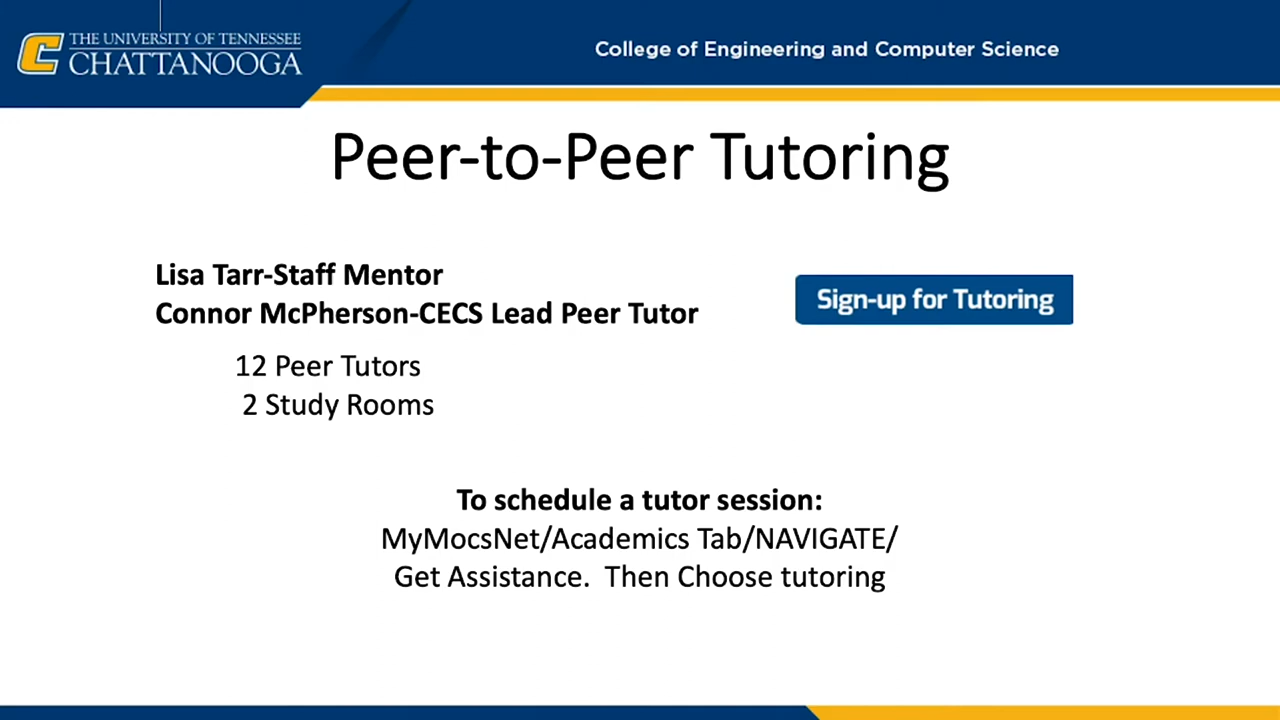 THE UNIVERSITY OF TENNESSEE
CHATTANOOGA
College of Engineering and Computer Science
Peer-to-Peer Tutoring
Lisa Tarr-Staff Mentor
Connor McPherson-CECS Lead Peer Tutor
Sign-up for Tutoring
12 Peer Tutors
2 Study Rooms
To schedule a tutor session:
MyMocsNet/Academics Tab/NAVIGATE/
Get Assistance. Then Choose tutoring